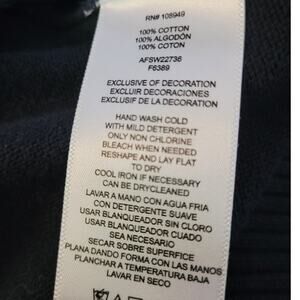 RN# 108949
100% COTTON
100% ALGODÓN
100% COTON
AFSW22736
F6389
EXCLUSIVE OF DECORATION
EXCLUIR DECORACIONES
EXCLUSIF DE LA DECORATION
HAND WASH COLD
WITH MILD DETERGENT
ONLY NON CHLORINE
BLEACH WHEN NEEDED
RESHAPE AND LAY FLAT
TO DRY
COOL IRON IF NECESSARY
CAN BE DRYCLEANED
LAVAR A MANO CON AGUA FRIA
CON DETERGENTE SUAVE
USAR BLANQUEADOR SIN CLORO
USAR BLANQUEADOR CUADO
SEA NECESARIO
SECAR SOBRE SUPERFICE
PLANA DANDO FORMA CON LAS MANOS
PLANCHAR A TEMPERATURA BAJA
LAVAR EN SECO